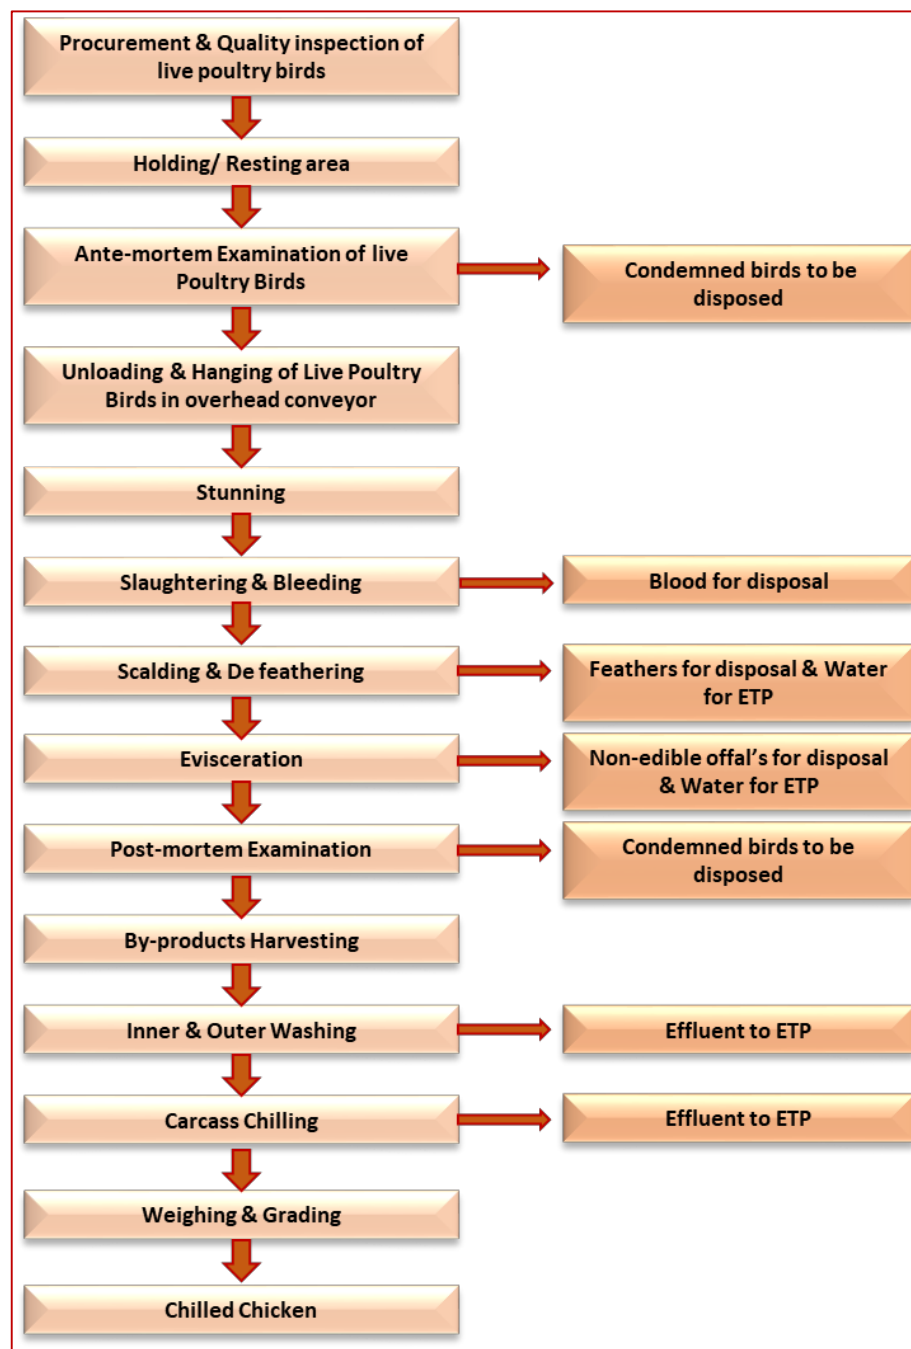 Procurement & Quality inspection of
live poultry birds
Holding/ Resting area
Ante-mortem Examination of live
Poultry Birds
Condemned birds to be
disposed
Unloading & Hanging of Live Poultry
Birds in overhead conveyor
Stunning
Slaughtering & Bleeding
Blood for disposal
Scalding & De feathering
Feathers for disposal & Water
for ETP
Evisceration
Non-edible offal's for disposal
& Water for ETP
Post-mortem Examination
Condemned birds to be
disposed
By-products Harvesting
Inner & Outer Washing
Effluent to ETP
Carcass Chilling
Effluent to ETP
Weighing & Grading
Chilled Chicken